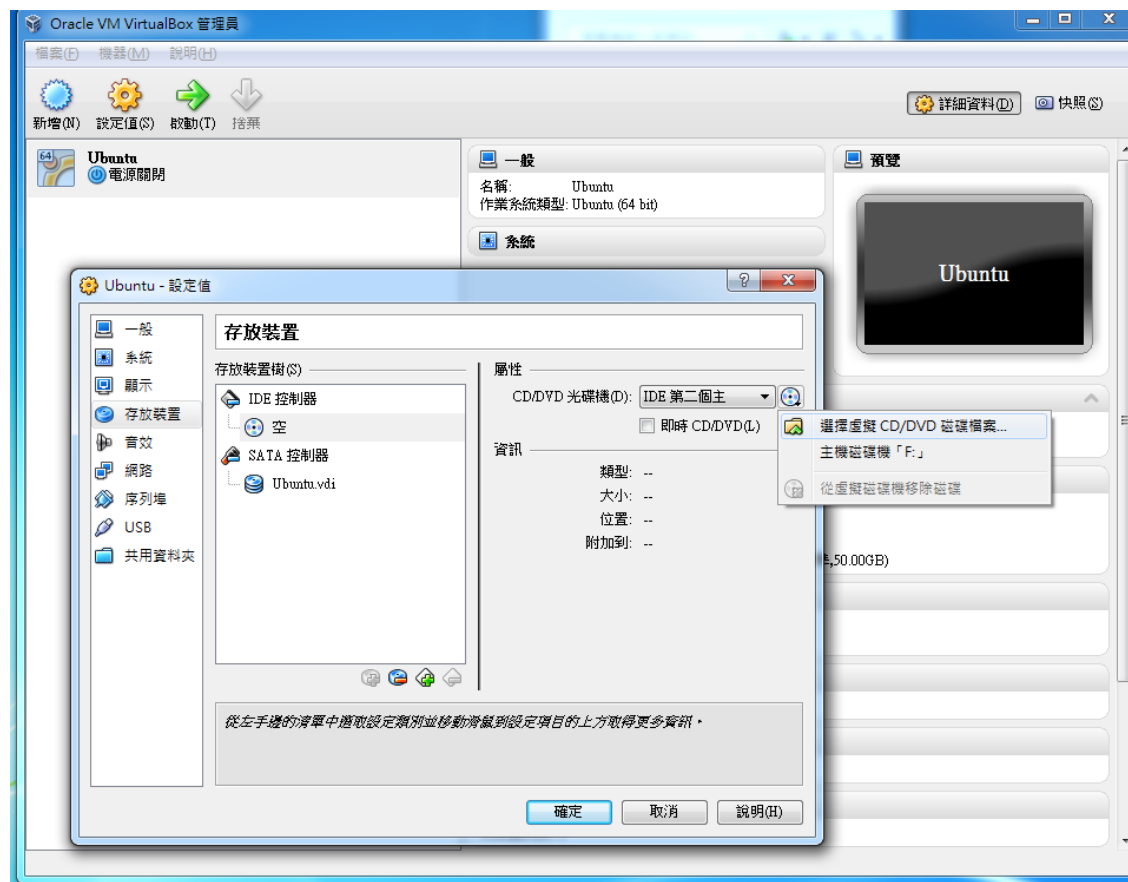 Oracle VM VirtualBox 管理員
檔案(F) 機器(M) 說明(H)
新增(N) 設定值(S) 啟動(T) 捨棄
詳細資料(D) 快照(S)
64
Ubuntu
電源關閉
一般
名稱: Ubuntu
作業系統類型: Ubuntu (64 bit)
系統
預覽
Ubuntu
Ubuntu - 設定值
一般
系統
顯示
存放裝置
音效
網路
序列埠
USB
共用資料夾
存放裝置
存放裝置樹(S)
IDE 控制器
空
SATA 控制器
Ubuntu.vdi
屬性
CD/DVD 光碟機(D): IDE 第二個主
即時 CD/DVD(L)
資訊
類型: --
大小: --
位置: --
附加到: --
選擇虛擬 CD/DVD 磁碟檔案...
主機磁碟機「F:」
從虛擬磁碟機移除磁碟
,50.00GB)
從左手邊的清單中選取設定類別並移動滑鼠到設定項目的上方取得更多資訊。
確定 取消 說明(H)